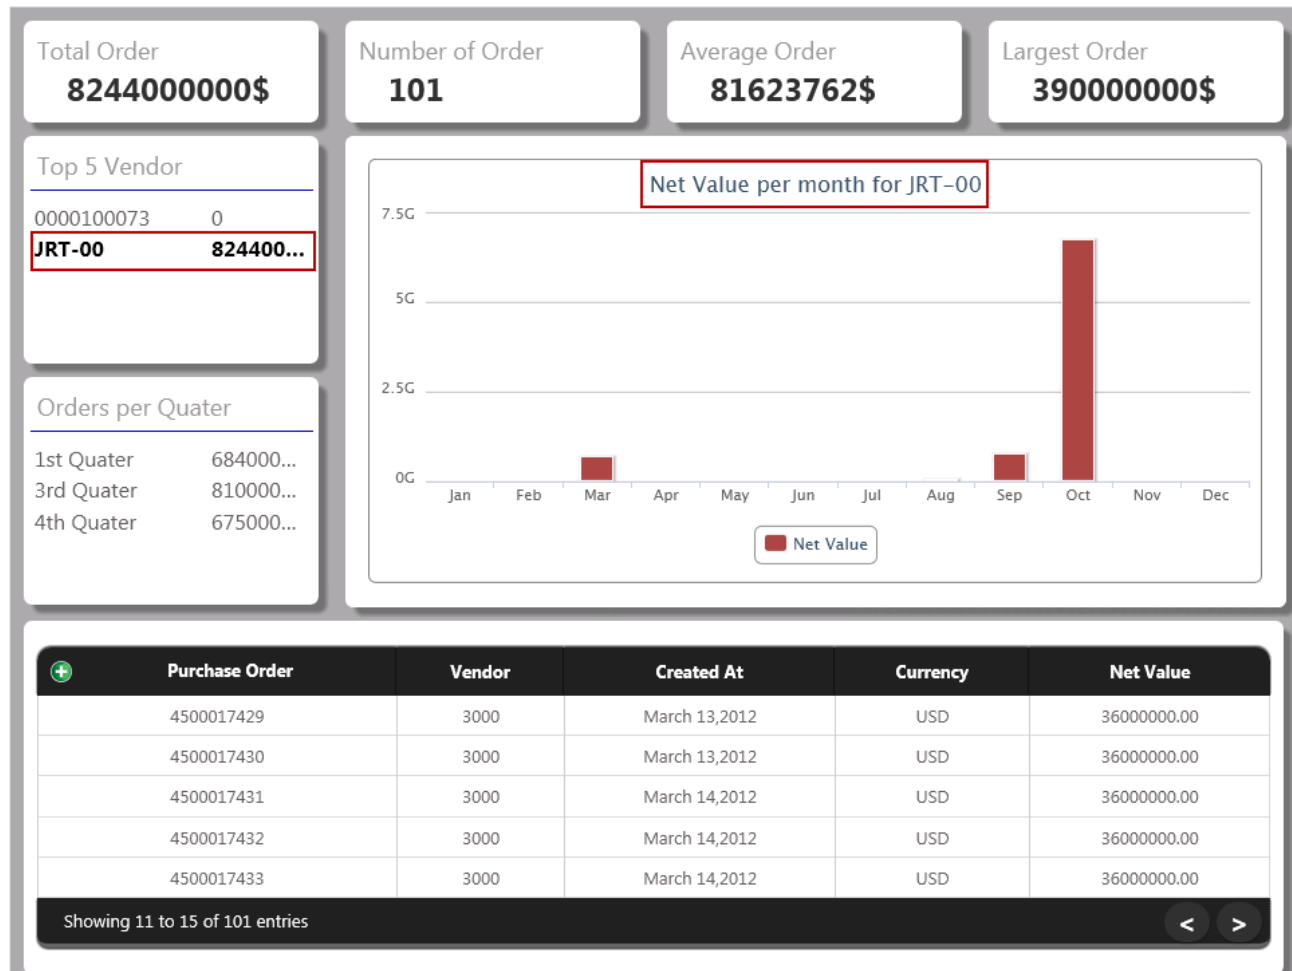 Total Order
8244000000$
Number of Order
101
Average Order
81623762$
Largest Order
390000000$
Top 5 Vendor
0000100073 0
JRT-00 824400...
Orders per Quater
1st Quater 684000...
3rd Quater 810000...
4th Quater 675000...
Net Value per month for JRT-00
7.5G
5G
2.5G
0G
Jan Feb Mar Apr May Jun Jul Aug Sep Oct Nov Dec
Net Value
Purchase Order Vendor Created At Currency Net Value
4500017429 3000 March 13,2012 USD 36000000.00
4500017430 3000 March 13,2012 USD 36000000.00
4500017431 3000 March 14,2012 USD 36000000.00
4500017432 3000 March 14,2012 USD 36000000.00
4500017433 3000 March 14,2012 USD 36000000.00
Showing 11 to 15 of 101 entries < >